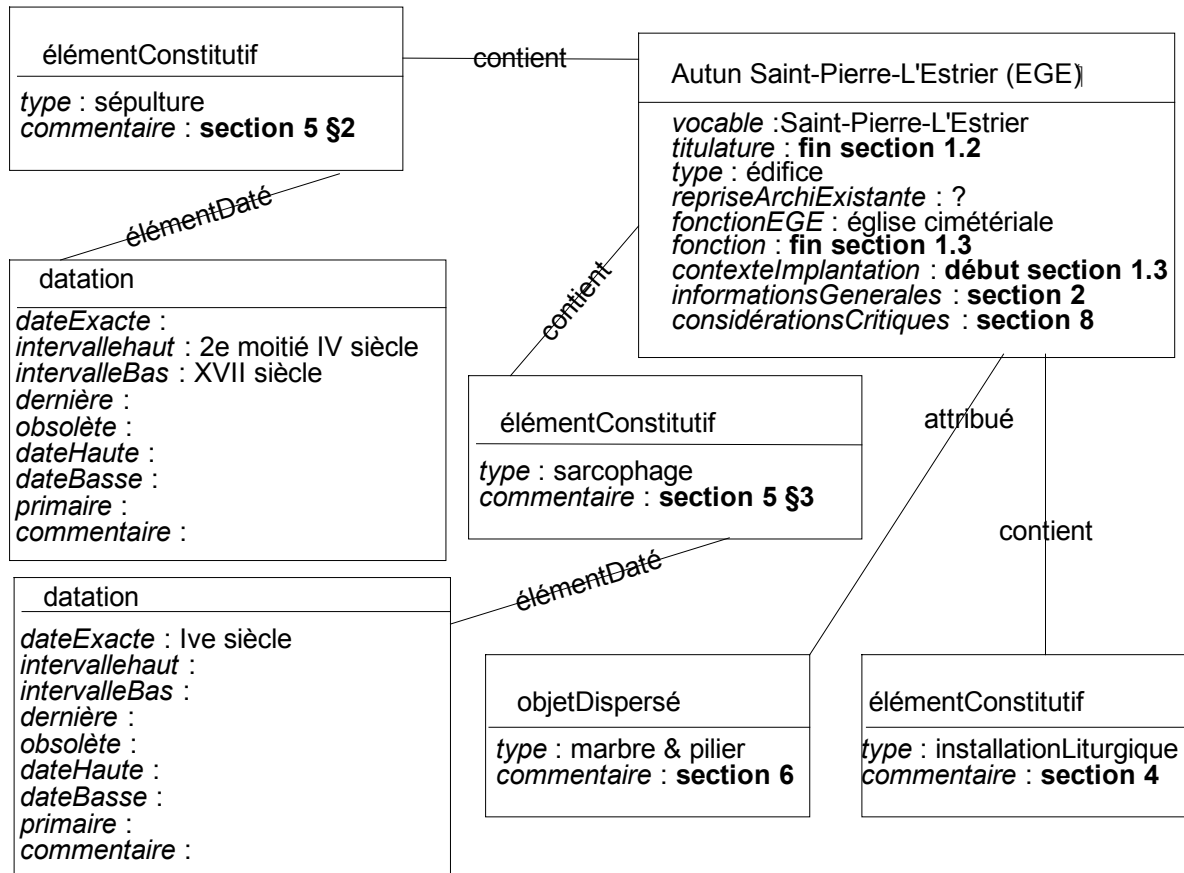 élémentConstitutif
type : sépulture
commentaire : section 5 §2
contient
Autun Saint-Pierre-L'Estrier (EGE)
vocable :Saint-Pierre-L'Estrier
titulature : fin section 1.2
type : édifice
repriseArchiExistante : ?
fonctionEGE : église cimétériale
fonction : fin section 1.3
contexteImplantation : début section 1.3
informationsGenerales : section 2
considérationsCritiques : section 8
élémentDaté
datation
dateExacte :
intervallehaut : 2e moitié IV siècle
intervalleBas : XVII siècle
dernière :
obsolète :
dateHaute :
dateBasse :
primaire :
commentaire :
contient
élémentConstitutif
type : sarcophage
commentaire : section 5 §3
attribué
contient
élémentDaté
datation
dateExacte : Ive siècle
intervallehaut :
intervalleBas :
dernière :
obsolète :
dateHaute :
dateBasse :
primaire :
commentaire :
objetDispersé
type : marbre & pilier
commentaire : section 6
élémentConstitutif
type : installationLiturgique
commentaire : section 4